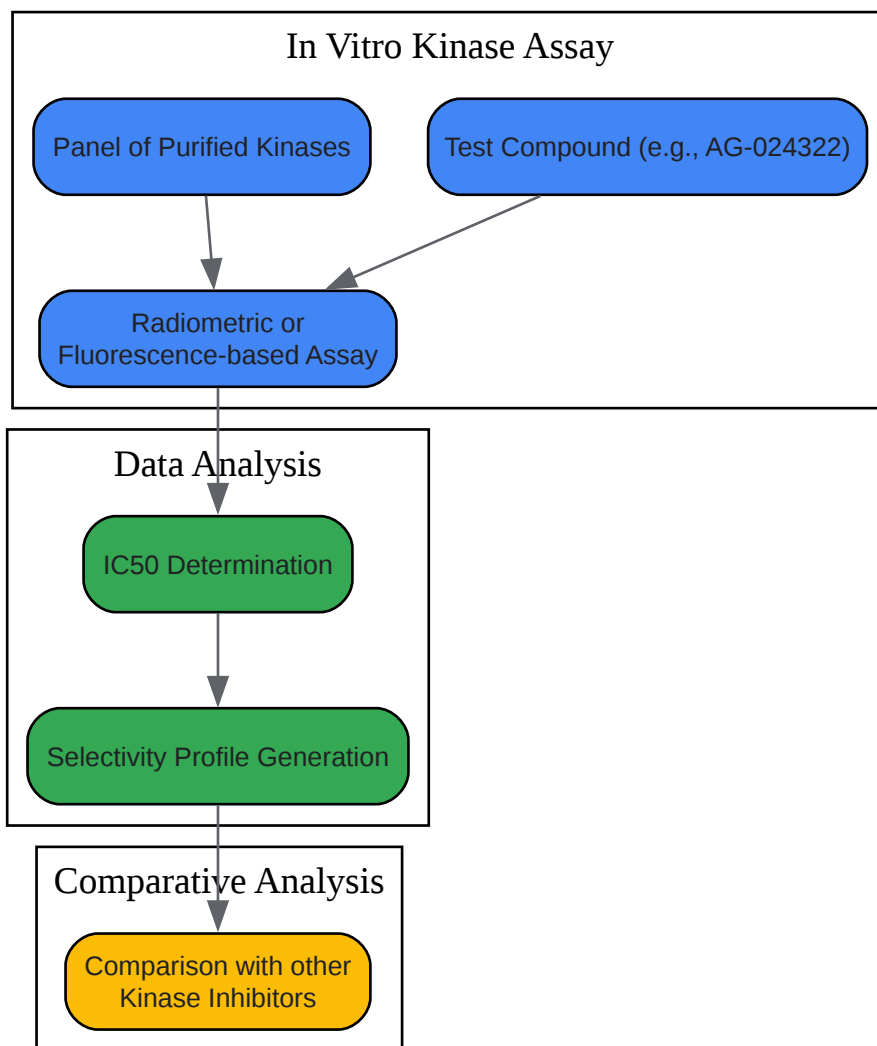 In Vitro Kinase Assay
Panel of Purified Kinases
Test Compound (e.g., AG-024322)
Radiometric or
Fluorescence-based Assay
Data Analysis
IC50 Determination
Selectivity Profile Generation
Comparative Analysis
Comparison with other
Kinase Inhibitors